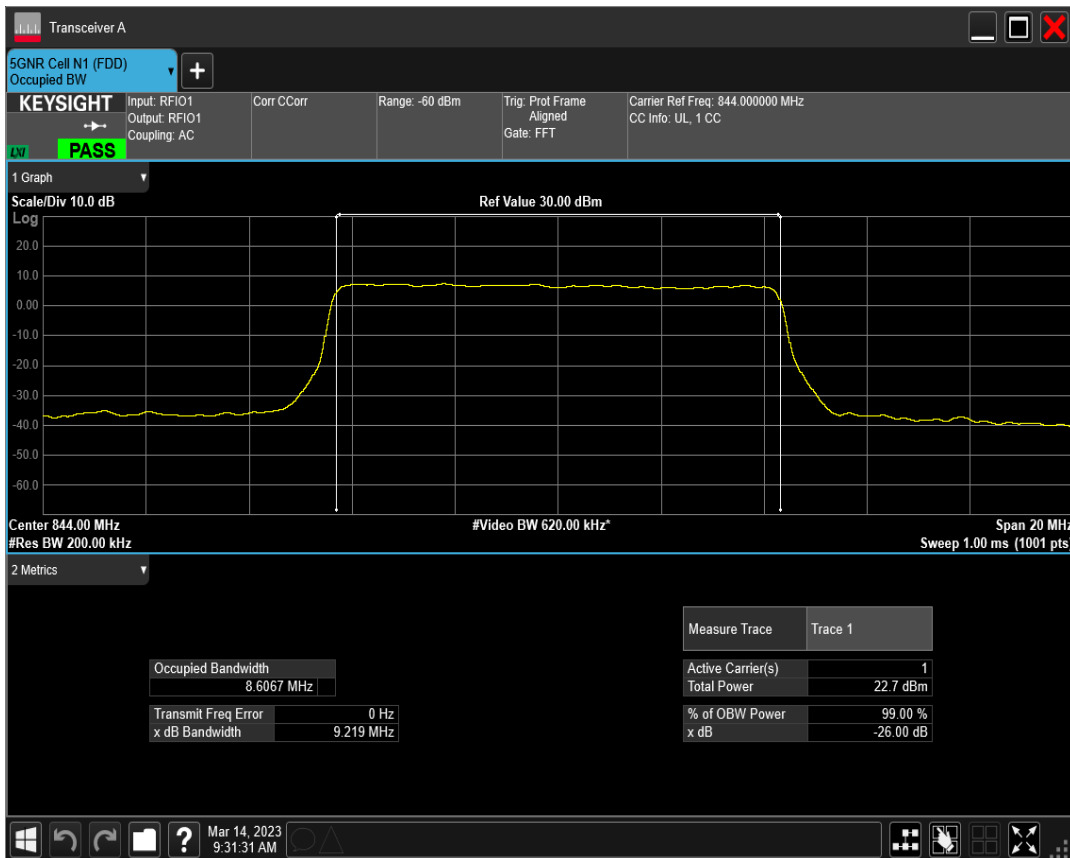 Transceiver A
5GNR Cell N1 (FDD)
Occupied BW
KEYSIGHT
LXI
PASS
Input: RFIO1
Output: RFIO1
Coupling: AC
Corr CCorr
Range: -60 dBm
Trig: Prot Frame
Aligned
Gate: FFT
Carrier Ref Freq: 844.000000 MHz
CC Info: UL, 1 CC
1 Graph
Scale/Div 10.0 dB
Ref Value 30.00 dBm
Log
20.0
10.0
0.00
-10.0
-20.0
-30.0
-40.0
-50.0
-60.0
Center 844.00 MHz
#Video BW 620.00 kHz*
Span 20 MHz
#Res BW 200.00 kHz
Sweep 1.00 ms (1001 pts)
2 Metrics
Measure Trace Trace 1
Occupied Bandwidth
8.6067 MHz
Active Carrier(s) 1
Total Power 22.7 dBm
Transmit Freq Error 0 Hz
x dB Bandwidth 9.219 MHz
% of OBW Power 99.00 %
x dB -26.00 dB
?
Mar 14, 2023
9:31:31 AM